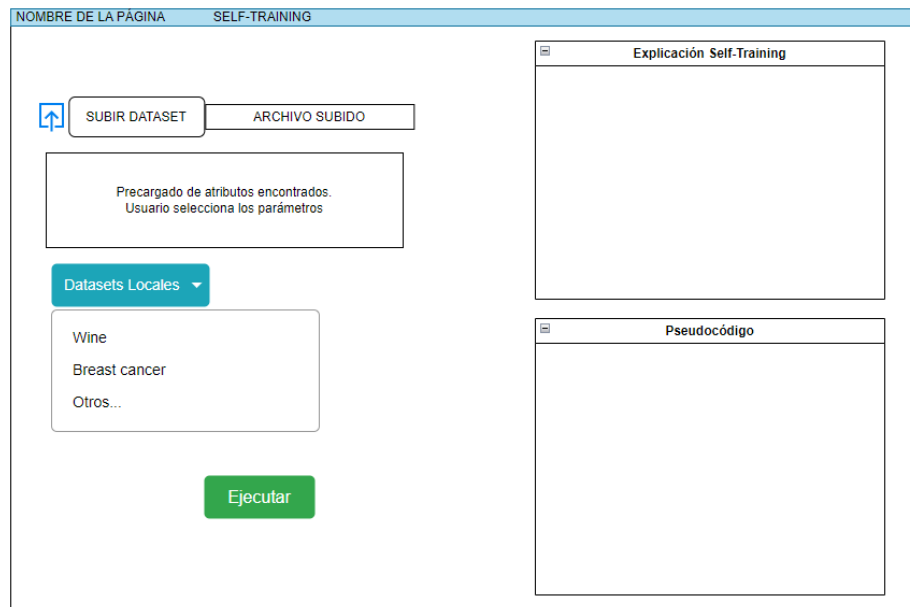 NOMBRE DE LA PÁGINA SELF-TRAINING
SUBIR DATASET
ARCHIVO SUBIDO
Precargado de atributos encontrados.
Usuario selecciona los parámetros
Datasets Locales
Wine
Breast cancer
Otros...
Ejecutar
Explicación Self-Training
Pseudocódigo